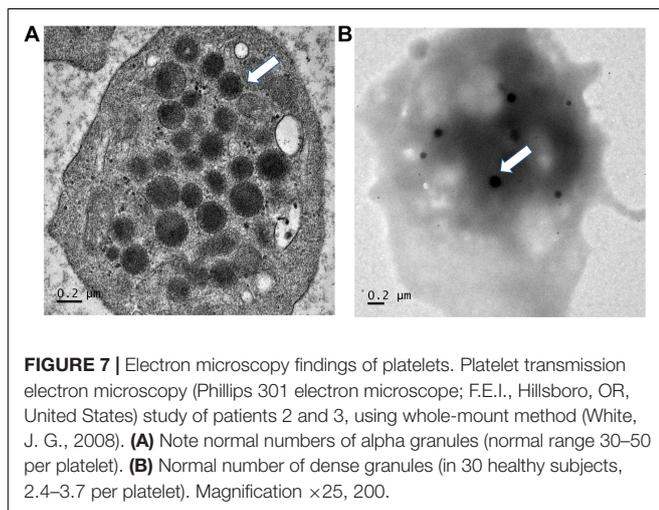 A
B
0.2 µm
0.2 µm
FIGURE 7 | Electron microscopy findings of platelets. Platelet transmission
electron microscopy (Phillips 301 electron microscope; F.E.I., Hillsboro, OR,
United States) study of patients 2 and 3, using whole-mount method (White,
J. G., 2008). (A) Note normal numbers of alpha granules (normal range 30–50
per platelet). (B) Normal number of dense granules (in 30 healthy subjects,
2.4–3.7 per platelet). Magnification ×25, 200.